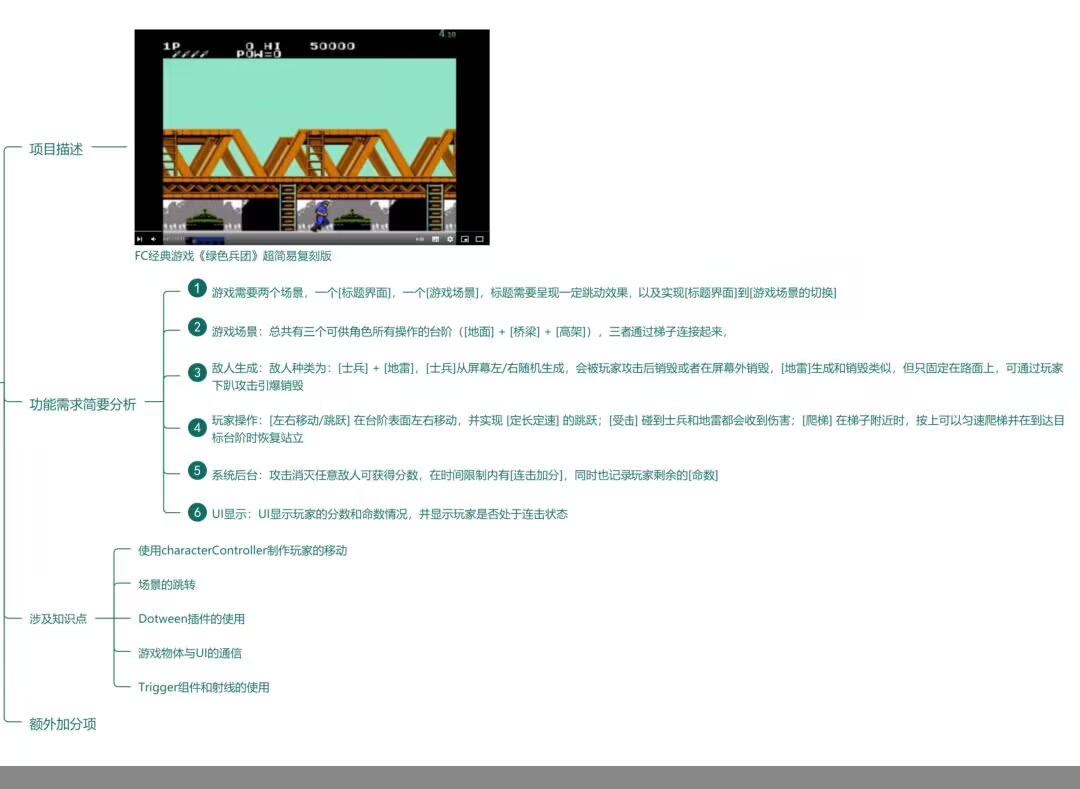 4.10
1P
0 HI 50000
POW=0
项目描述
FC经典游戏《绿色兵团》超简易复刻版
功能需求简要分析
1 游戏需要两个场景，一个[标题界面]，一个[游戏场景]，标题需要呈现一定跳动效果，以及实现[标题界面]到[游戏场景的切换]
2 游戏场景：总共有三个可供角色所有操作的台阶（[地面] + [桥梁] + [高架]），三者通过梯子连接起来，
3 敌人生成：敌人种类为：[士兵] + [地雷]，[士兵]从屏幕左/右随机生成，会被玩家攻击后销毁或者在屏幕外销毁，[地雷]生成和销毁类似，但只固定在路面上，可通过玩家
下趴攻击引爆销毁
4 玩家操作：[左右移动/跳跃] 在台阶表面左右移动，并实现 [定长定速] 的跳跃；[受击] 碰到士兵和地雷都会收到伤害；[爬梯] 在梯子附近时，按上可以匀速爬梯并在到达目
标台阶时恢复站立
5 系统后台：攻击消灭任意敌人可获得分数，在时间限制内有[连击加分]，同时也记录玩家剩余的[命数]
6 UI显示：UI显示玩家的分数和命数情况，并显示玩家是否处于连击状态
涉及知识点
使用characterController制作玩家的移动
场景的跳转
Dotween插件的使用
游戏物体与UI的通信
Trigger组件和射线的使用
额外加分项